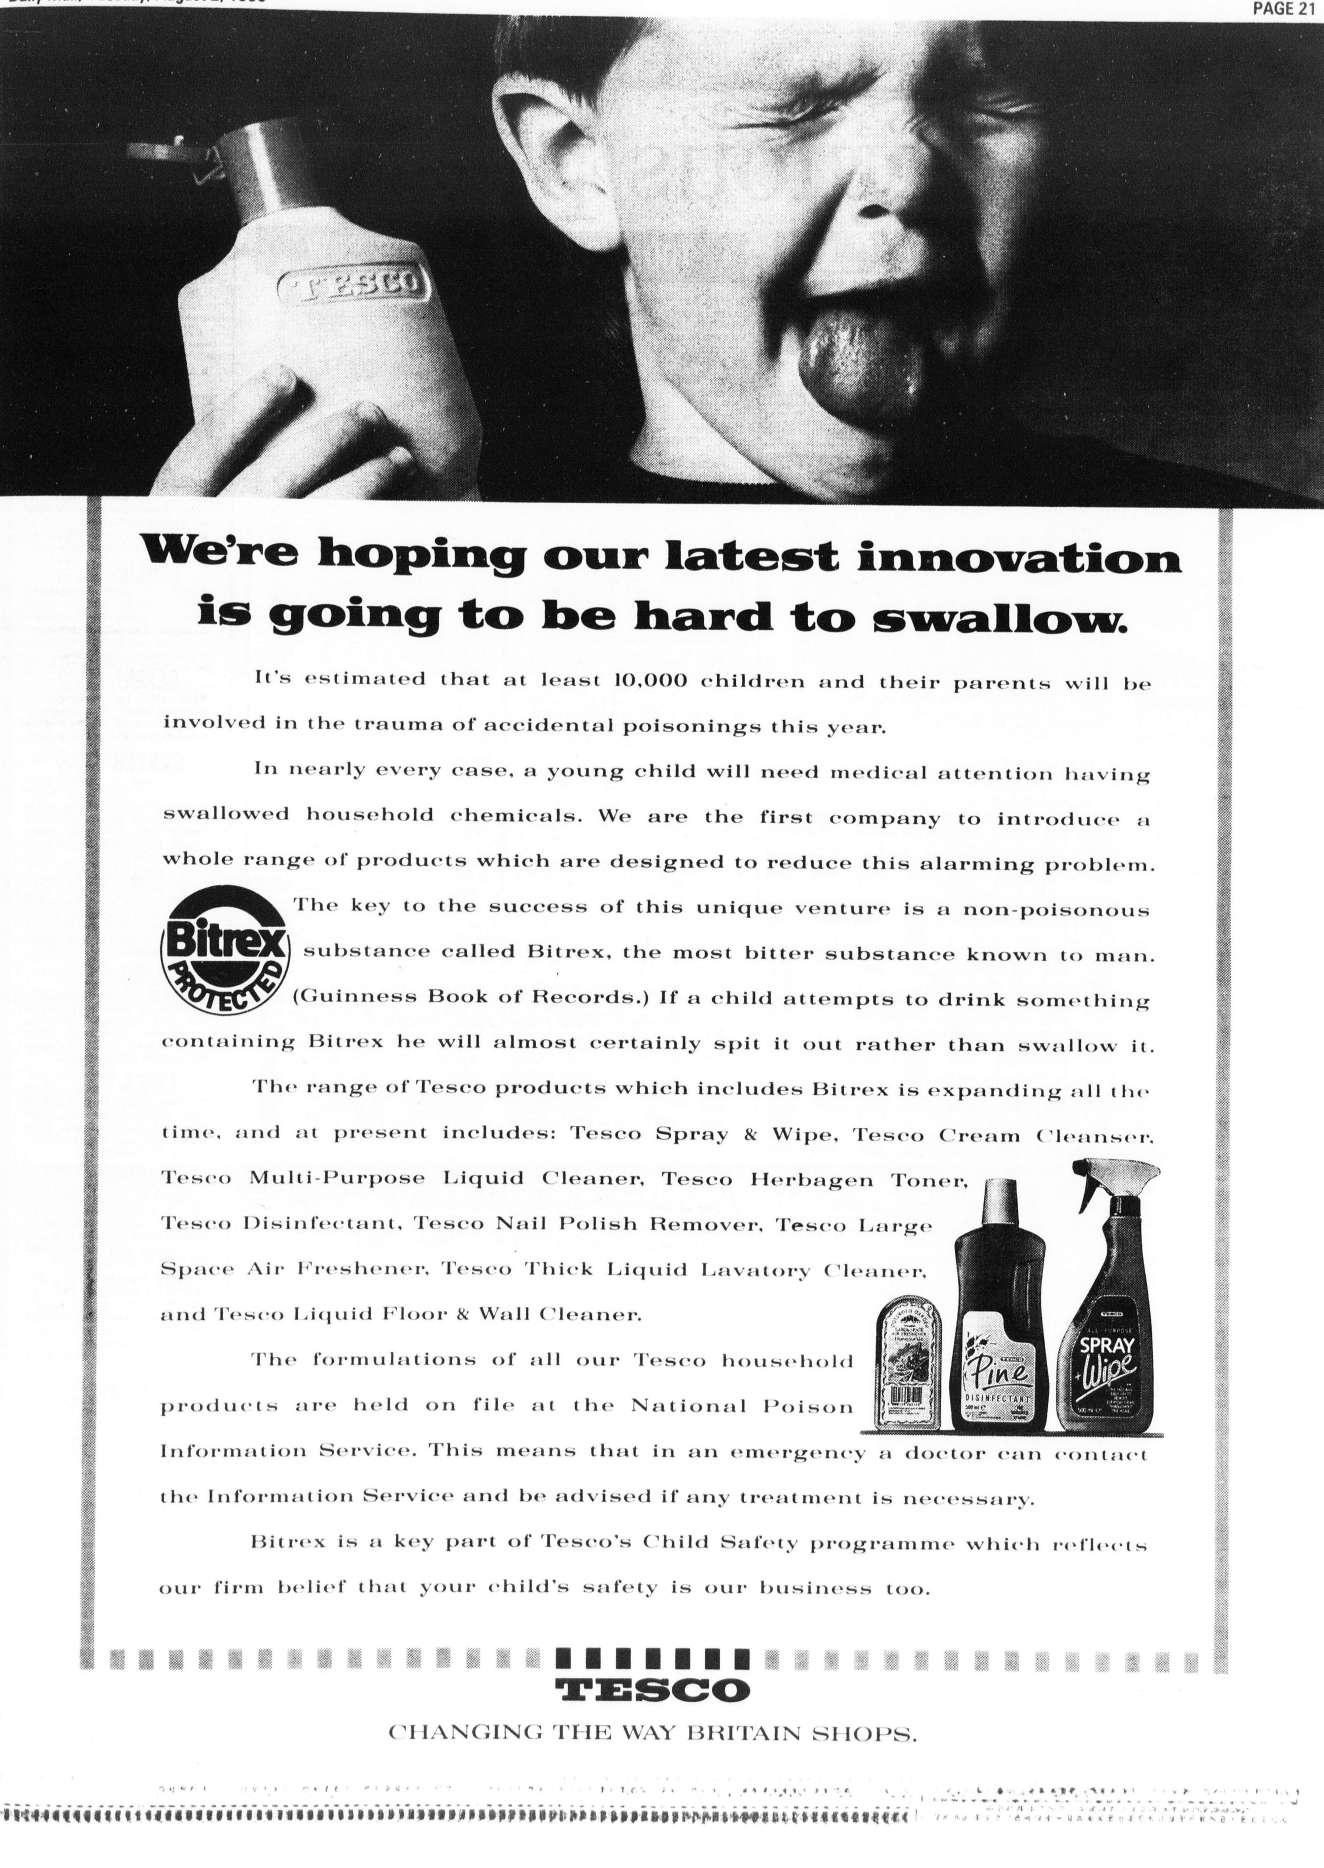 PAGE 21
TESCO
We're hoping our latest innovation
is going to be hard to swallow.
It's estimated that at least 10,000 children and their parents will be
involved in the trauma of accidental poisonings this year.
In nearly every case, a young child will need medical attention having
swallowed household chemicals. We are the first company to introduce a
whole range of products which are designed to reduce this alarming problem.
Bitrex
PROTECTED
The key to the success of this unique venture is a non-poisonous
substance called Bitrex, the most bitter substance known to man.
(Guinness Book of Records.) If a child attempts to drink something
containing Bitrex he will almost certainly spit it out rather than swallow it.
The range of Tesco products which includes Bitrex is expanding all the
time, and at present includes: Tesco Spray & Wipe, Tesco Cream Cleanser,
Tesco Multi-Purpose Liquid Cleaner, Tesco Herbagen Toner,
Tesco Disinfectant, Tesco Nail Polish Remover, Tesco Large
Space Air Freshener, Tesco Thick Liquid Lavatory Cleaner,
and Tesco Liquid Floor & Wall Cleaner.
The formulations of all our Tesco household
products are held on file at the National Poison
Information Service. This means that in an emergency a doctor can contact
the Information Service and be advised if any treatment is necessary.
Bitrex is a key part of Tesco's Child Safety programme which reflects
our firm belief that your child's safety is our business too.
TESCO
Pine
DISINFECTANT
TESCO
ALL-PURPOSE
SPRAY
+Wipe
TESCO
CHANGING THE WAY BRITAIN SHOPS.